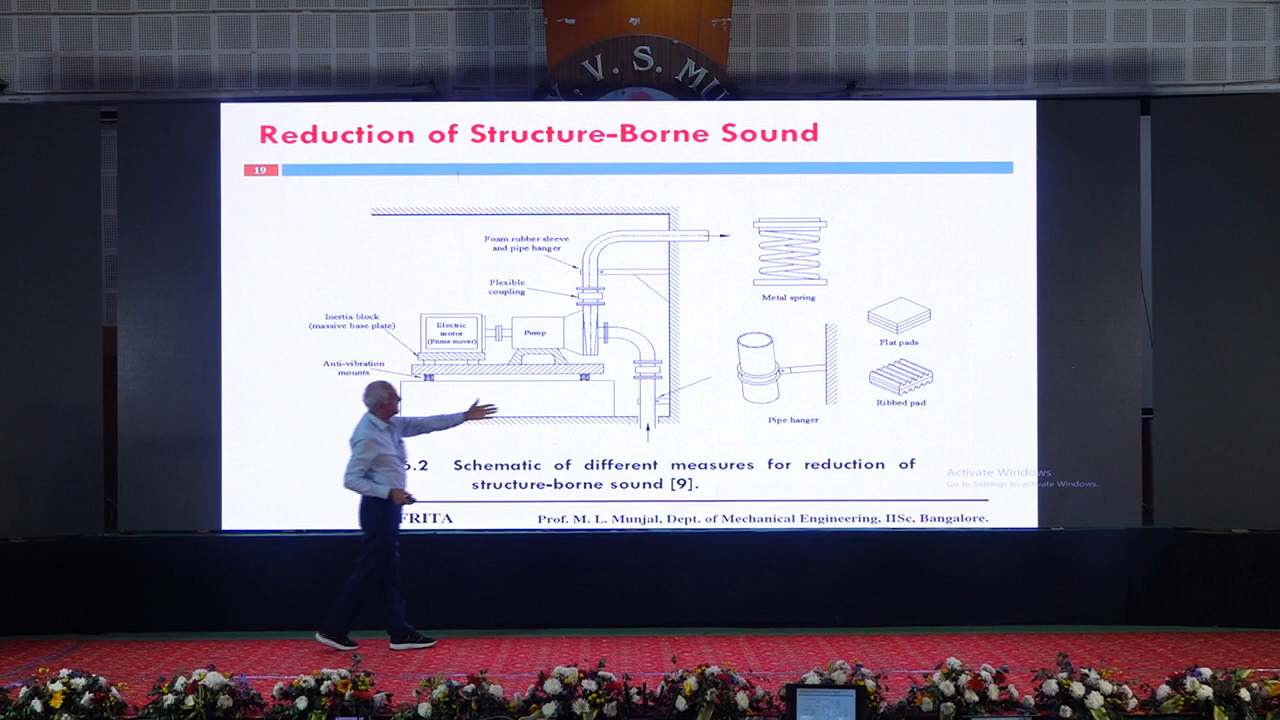 V. S. MU
Reduction of Structure-Borne Sound
19
Foam rubber sleeve
and pipe hanger
Flexible
coupling
Inertia block
(massive base plate)
Electric
motor
(Prime mover)
Pump
Anti-vibration
mounts
Metal spring
Flat pads
Ribbed pad
Pipe hanger
6.2 Schematic of different measures for reduction of
structure-borne sound [9].
Activate Windows
Go to Settings to activate Windows.
FRITA
Prof. M. L. Munjal, Dept. of Mechanical Engineering, IISc, Bangalore.